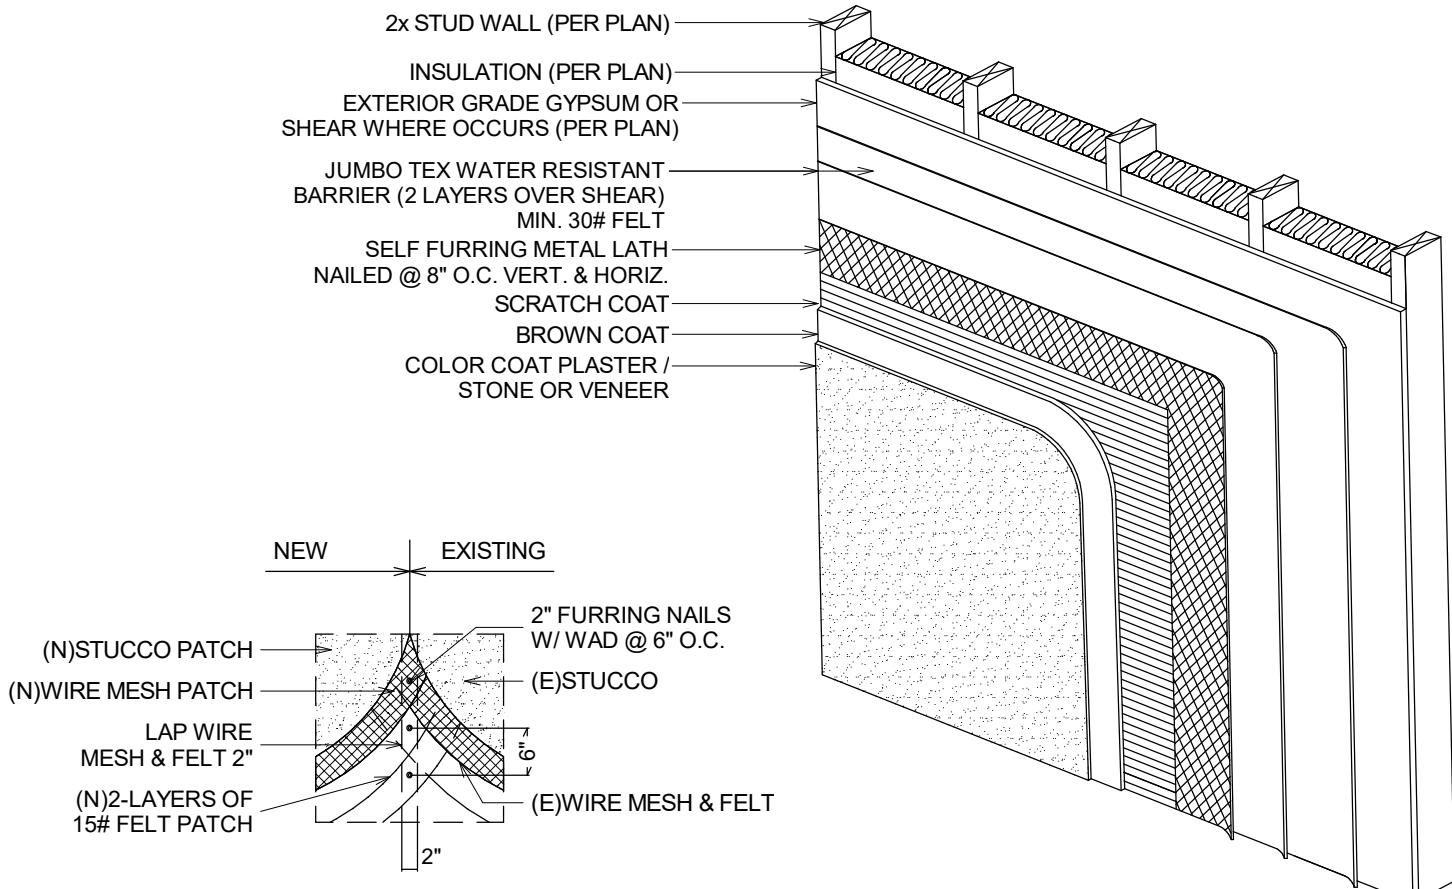 2x STUD WALL (PER PLAN)
INSULATION (PER PLAN)
EXTERIOR GRADE GYPSUM OR
SHEAR WHERE OCCURS (PER PLAN)
JUMBO TEX WATER RESISTANT
BARRIER (2 LAYERS OVER SHEAR)
MIN. 30# FELT
SELF FURRING METAL LATH
NAILED @ 8" O.C. VERT. & HORIZ.
SCRATCH COAT
BROWN COAT
COLOR COAT PLASTER /
STONE OR VENEER
NEW
EXISTING
(N)STUCCO PATCH
(N)WIRE MESH PATCH
LAP WIRE
MESH & FELT 2"
(N)2-LAYERS OF
15# FELT PATCH
2" FURRING NAILS
W/ WAD @ 6" O.C.
(E)STUCCO
6"
(E)WIRE MESH & FELT
2"